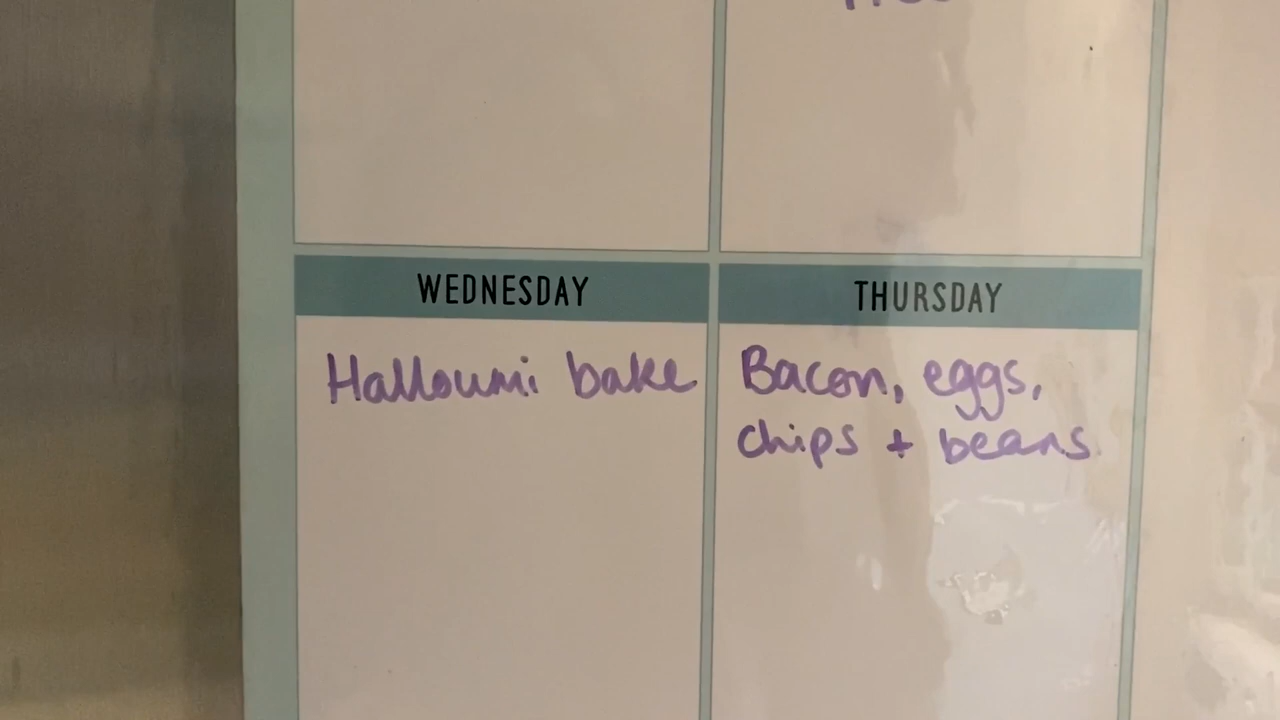 WEDNESDAY
THURSDAY
Halloumi bake
Bacon, eggs,
chips + beans